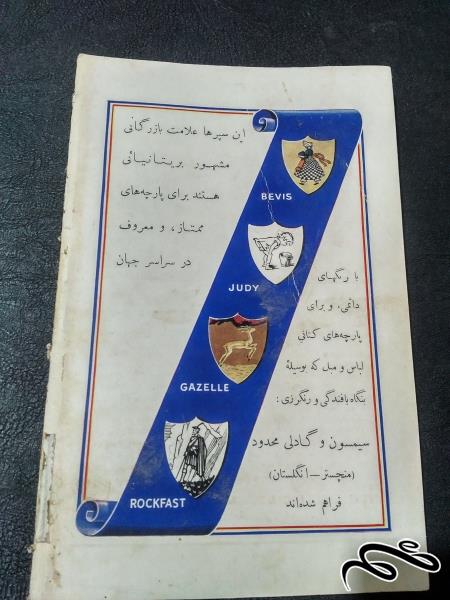 این سپرها علامت بازرگانی
مشهور بریتانیائی
هستند برای پارچه‌های
ممتاز، و معروف
در سراسر جهان
BEVIS
JUDY
GAZELLE
ROCKFAST
با رنگهای
دائمی، و برای
پارچه‌های کتانی
لباس و مبل که بوسیلهٔ
بنگاه بافندگی و رنگرزی:
سیمسون و گادلی محدود
(منچستر – انگلستان)
فراهم شده‌اند